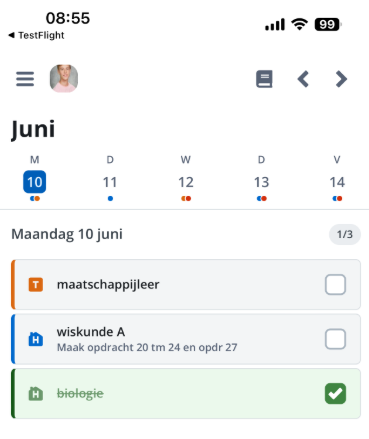 08:55
99
◀ TestFlight
Juni
M D W D V
10 11 12 13 14
Maandag 10 juni 1/3
T maatschappijleer
H wiskunde A
Maak opdracht 20 tm 24 en opdr 27
H biologie